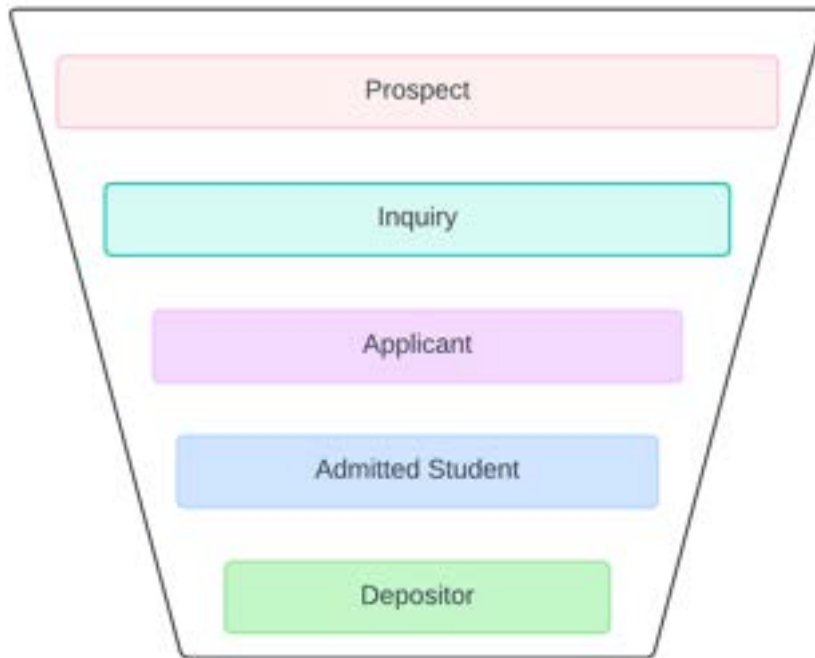 Prospect
Inquiry
Applicant
Admitted Student
Depositor